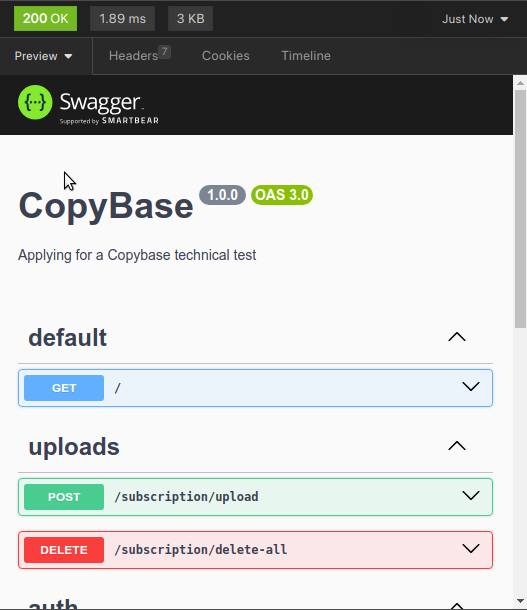 200 OK 1.89 ms 3 KB Just Now
Preview Headers 7 Cookies Timeline
{···} Swagger
Supported by SMARTBEAR
CopyBase 1.0.0 OAS 3.0
Applying for a Copybase technical test
default
GET /
uploads
POST /subscription/upload
DELETE /subscription/delete-all
auth